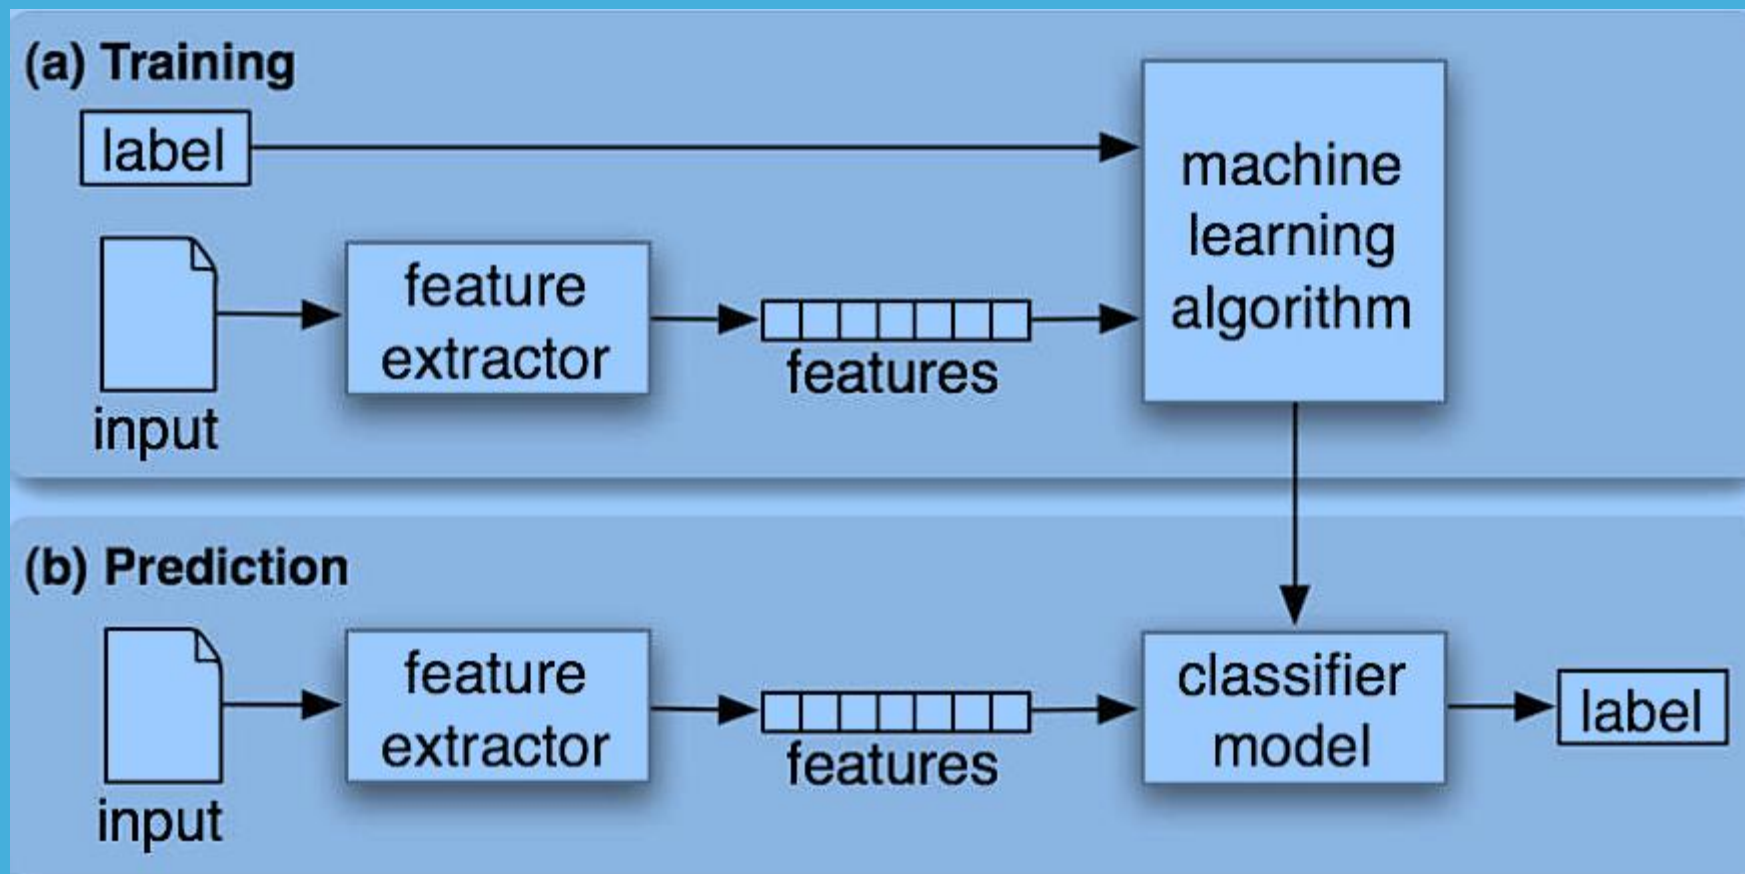 (a) Training
label
machine
learning
algorithm
feature
extractor
features
input
(b) Prediction
feature
extractor
features
classifier
model
label
input